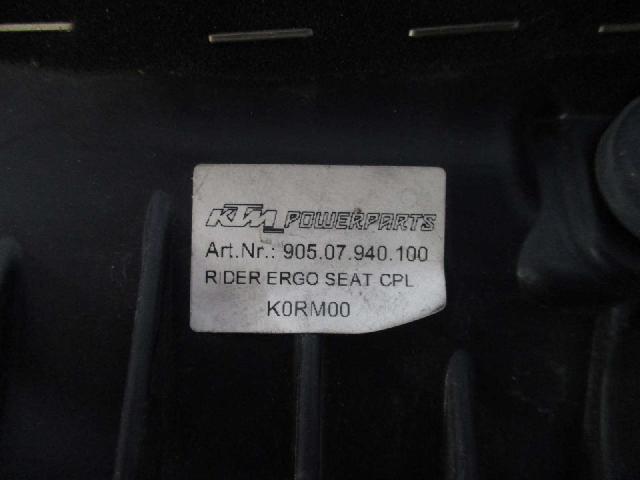 KTM POWERPARTS
Art.Nr.: 905.07.940.100
RIDER ERGO SEAT CPL
K0RM00